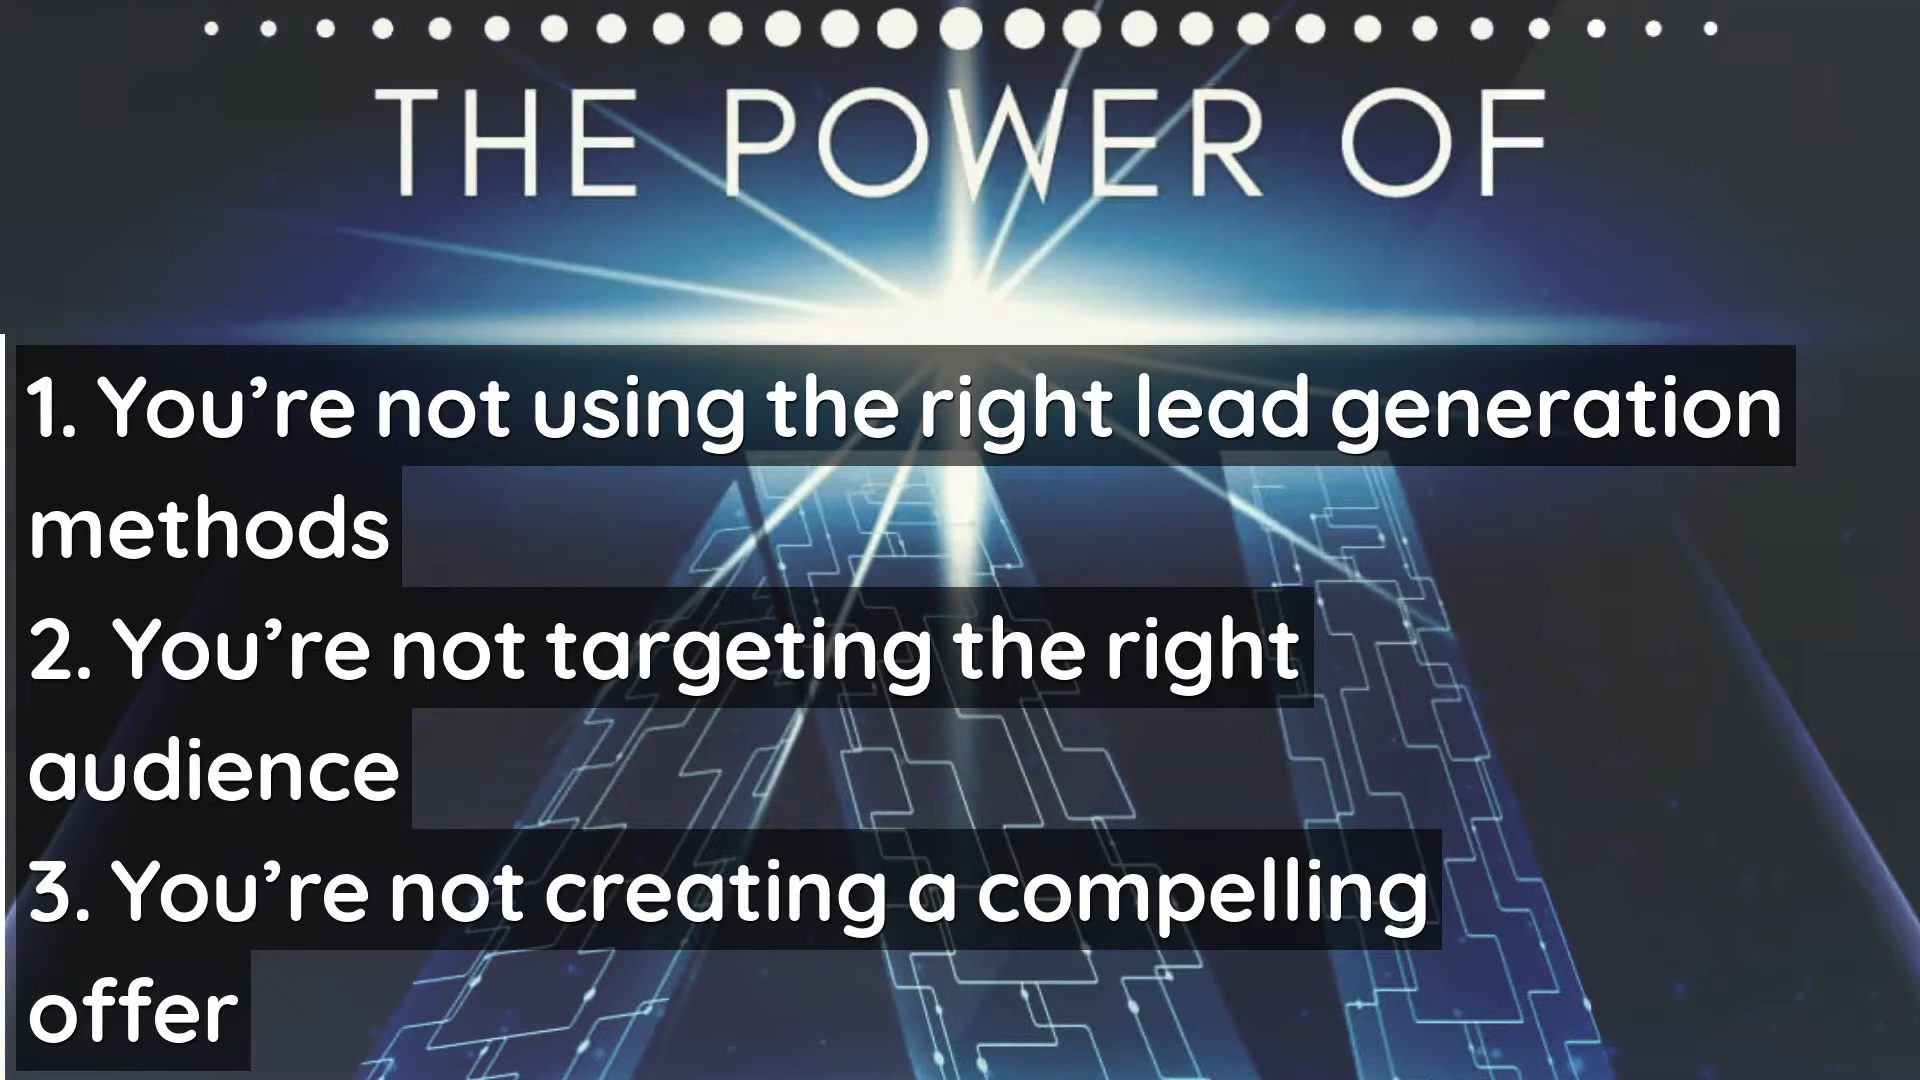 THE POWER OF
1. You’re not using the right lead generation
methods
2. You’re not targeting the right
audience
3. You’re not creating a compelling
offer